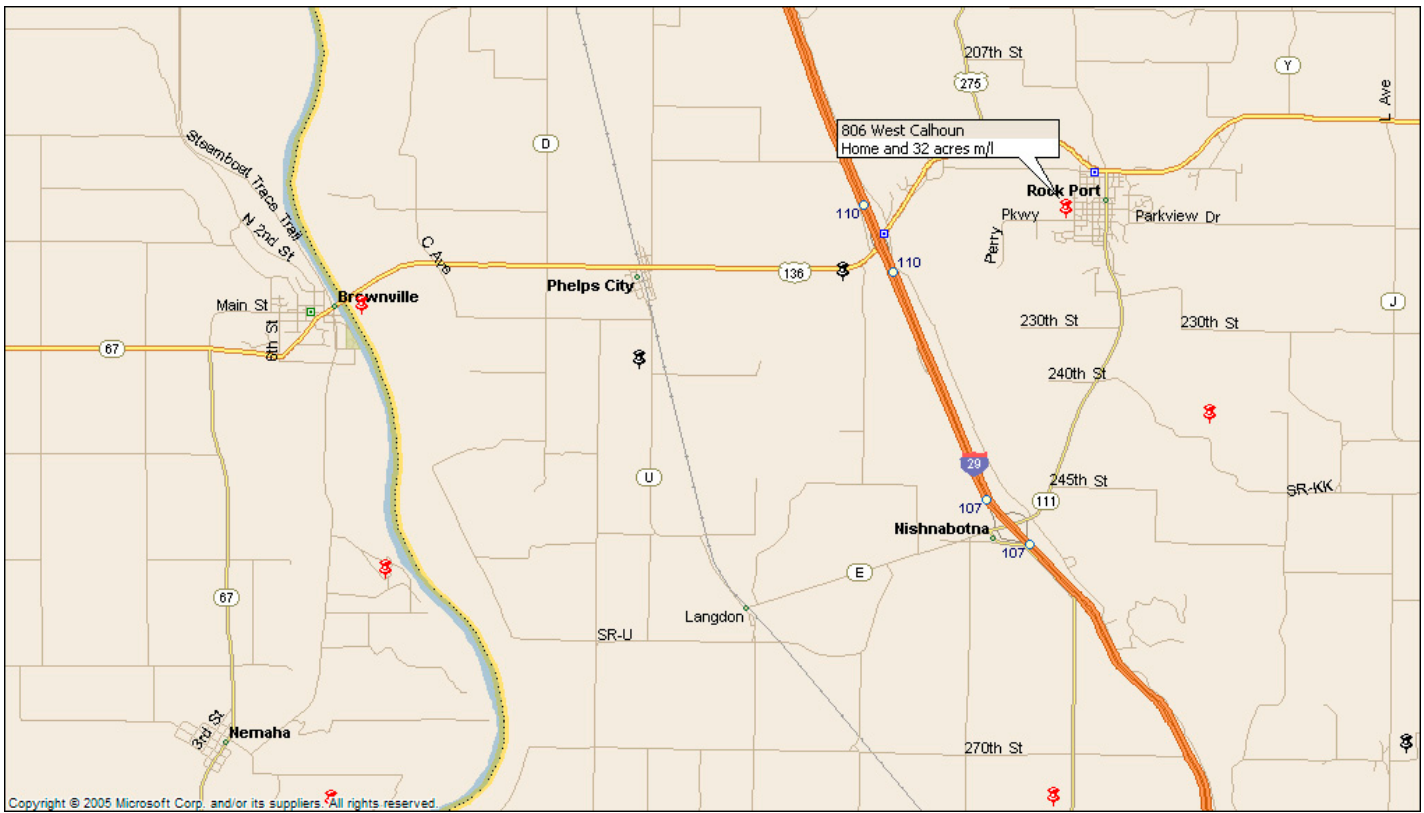 207th St
Y
275
L Ave
806 West Calhoun
Home and 32 acres m/l
Steamboat Trace Trail
D
Rock Port
110
Pkwy
Parkview Dr
N 2nd St
C Ave
Perry
110
136
Phelps City
Brownville
Main St
J
230th St
230th St
6th St
67
240th St
29
U
245th St
SR-KK
111
107
Nishnabotna
107
E
67
Langdon
SR-U
3rd St
Nemaha
270th St
Copyright © 2005 Microsoft Corp. and/or its suppliers. All rights reserved.